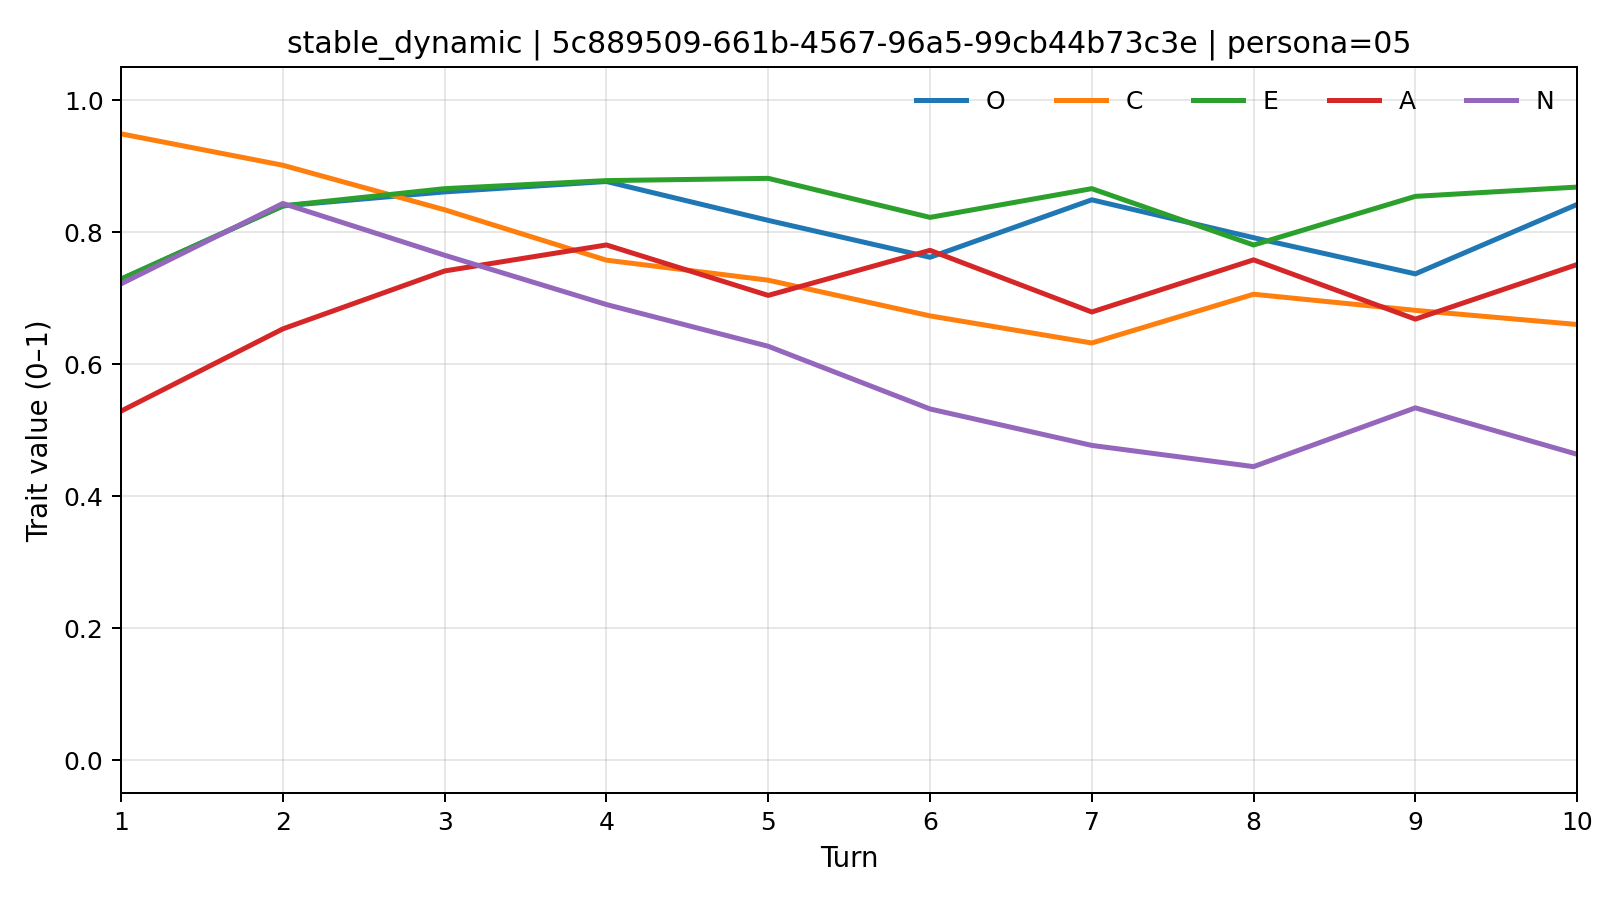 stable_dynamic | 5c889509-661b-4567-96a5-99cb44b73c3e | persona=05
O C E A N
Trait value (0–1)
1.0
0.8
0.6
0.4
0.2
0.0
1 2 3 4 5 6 7 8 9 10
Turn